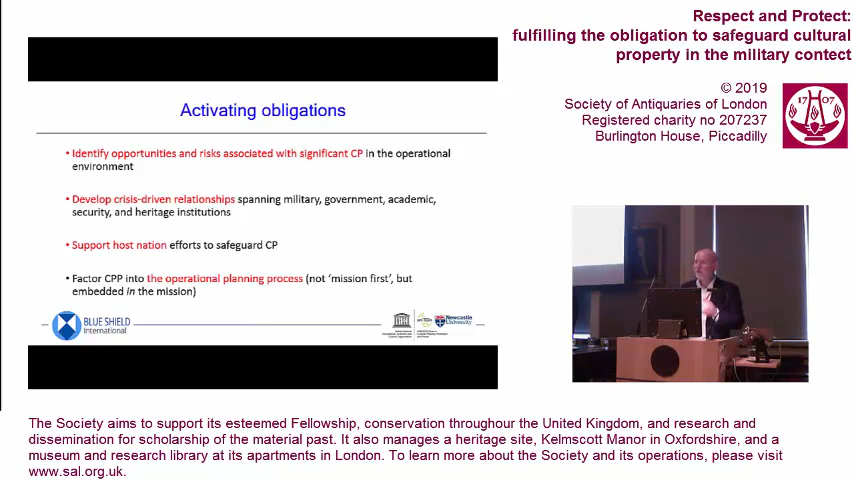 Respect and Protect:
fulfilling the obligation to safeguard cultural
property in the military contect
© 2019
Society of Antiquaries of London
Registered charity no 207237
Burlington House, Piccadilly
17 07
Activating obligations
• Identify opportunities and risks associated with significant CP in the operational
environment
• Develop crisis-driven relationships spanning military, government, academic,
security, and heritage institutions
• Support host nation efforts to safeguard CP
• Factor CPP into the operational planning process (not ‘mission first’, but
embedded in the mission)
BLUE SHIELD
International
Newcastle
University
The Society aims to support its esteemed Fellowship, conservation throughour the United Kingdom, and research and
dissemination for scholarship of the material past. It also manages a heritage site, Kelmscott Manor in Oxfordshire, and a
museum and research library at its apartments in London. To learn more about the Society and its operations, please visit
www.sal.org.uk.